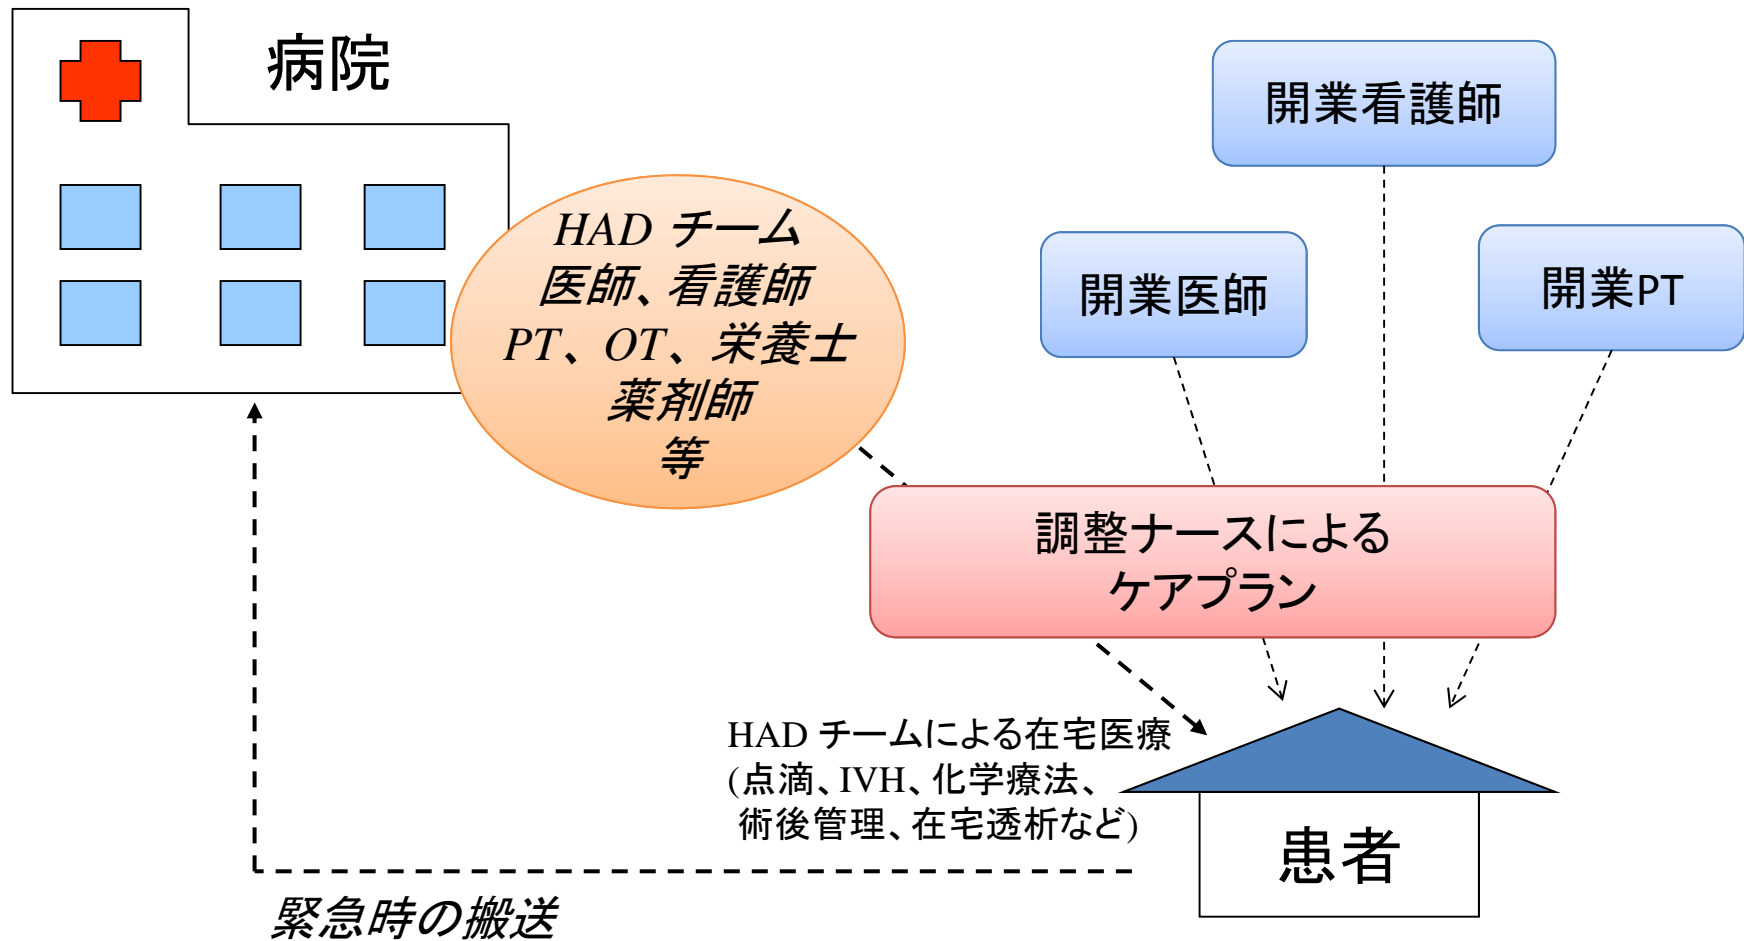 病院
HAD チーム
医師、看護師
PT、OT、栄養士
薬剤師
等
開業看護師
開業医師
開業PT
調整ナースによる
ケアプラン
HAD チームによる在宅医療
(点滴、IVH、化学療法、
術後管理、在宅透析など)
患者
緊急時の搬送